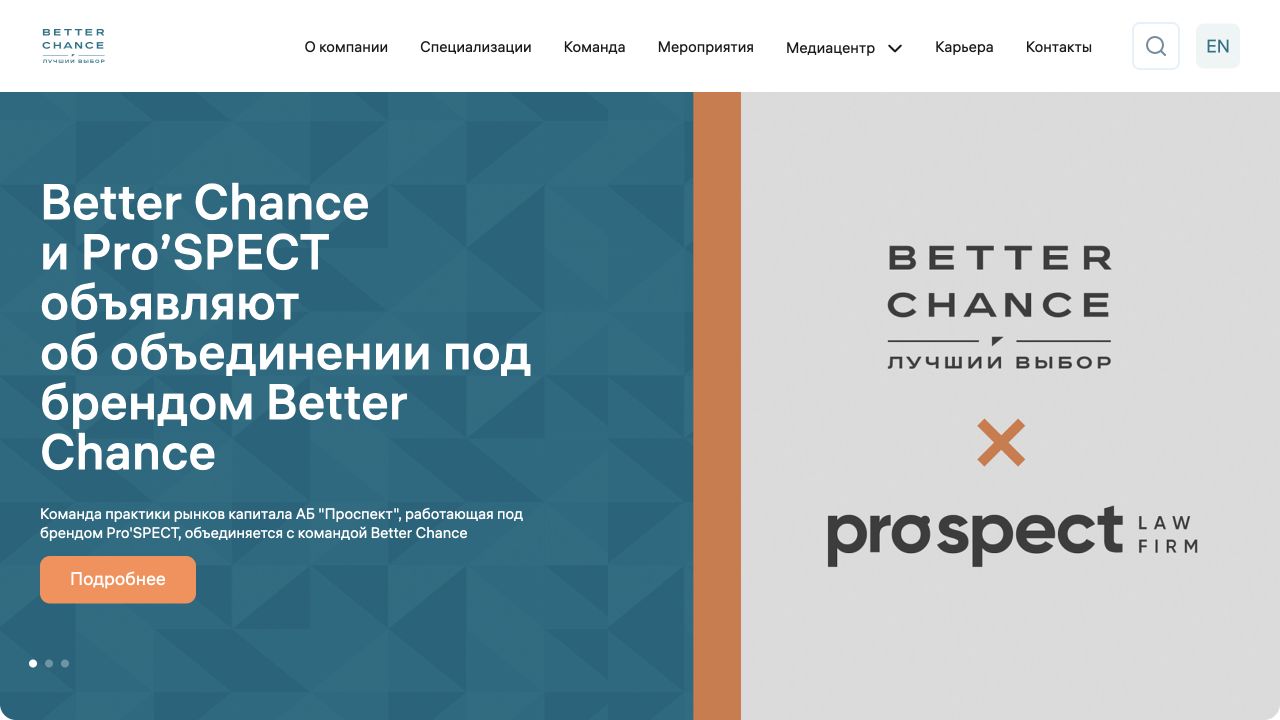 BETTER
CHANCE
ЛУЧШИЙ ВЫБОР
О компании
Специализации
Команда
Мероприятия
Медиацентр
Карьера
Контакты
EN
Better Chance
и Pro’SPECT
объявляют
об объединении под
брендом Better
Chance
Команда практики рынков капитала АБ "Проспект", работающая под
брендом Pro'SPECT, объединяется с командой Better Chance
Подробнее
BETTER
CHANCE
ЛУЧШИЙ ВЫБОР
pro'spect
LAW
FIRM